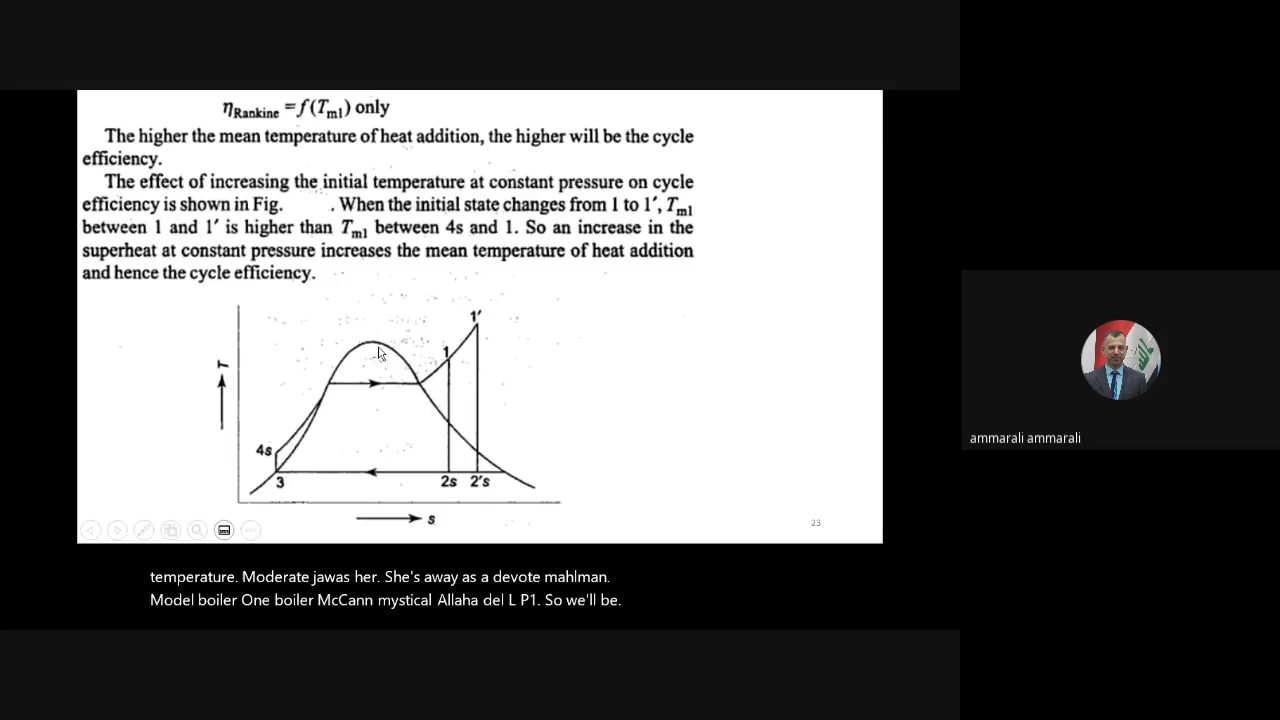 ηRankine = f(Tm1) only
The higher the mean temperature of heat addition, the higher will be the cycle
efficiency.
The effect of increasing the initial temperature at constant pressure on cycle
efficiency is shown in Fig. . When the initial state changes from 1 to 1′, Tm1
between 1 and 1′ is higher than Tm1 between 4s and 1. So an increase in the
superheat at constant pressure increases the mean temperature of heat addition
and hence the cycle efficiency.
1′
1
T
4s
3
2s
2′s
s
23
temperature. Moderate jawas her. She's away as a devote mahlman.
Model boiler One boiler McCann mystical Allaha del L P1. So we'll be.
ammarali ammarali